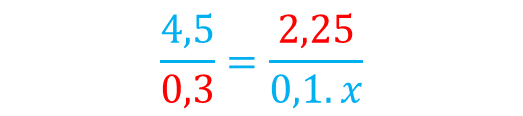 4,5/0,3 = 2,25/0,1. x